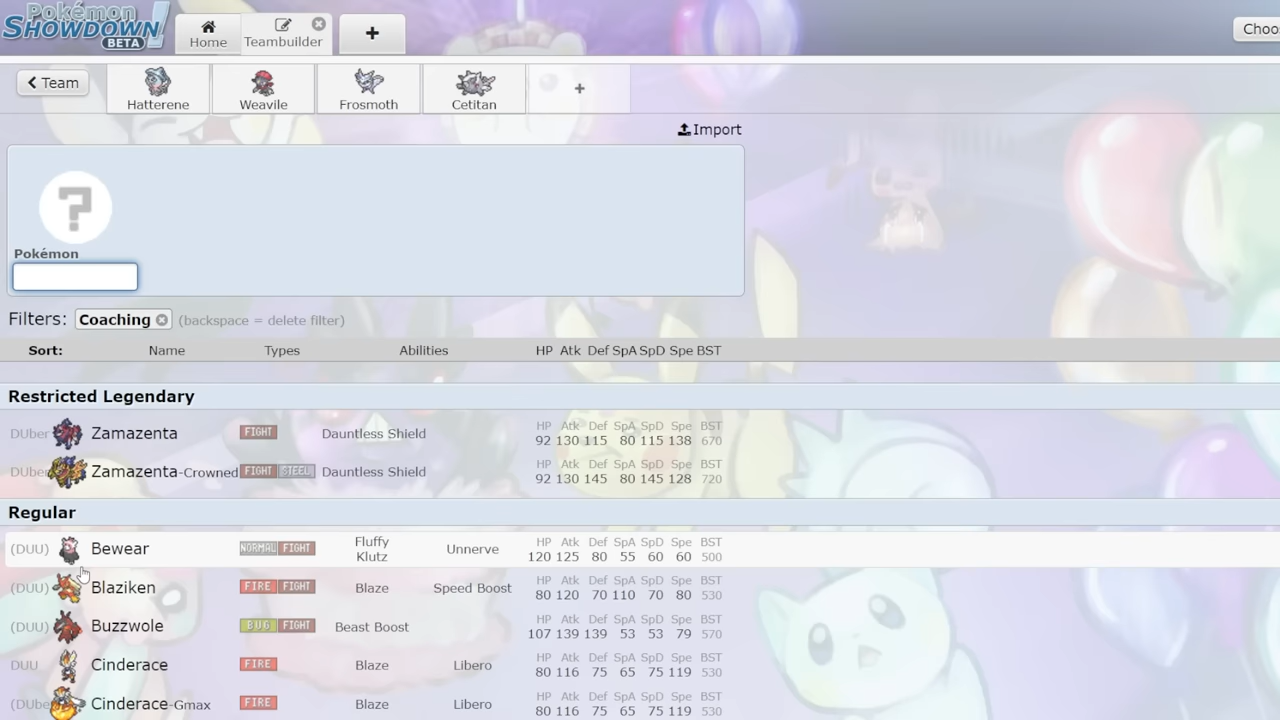 Pokémon
SHOWDOWN!
BETA
Home
Teambuilder
+
Choo
< Team
Hatterene
Weavile
Frosmoth
Cetitan
+
Import
?
Pokémon
Filters: Coaching (backspace = delete filter)
Sort: Name Types Abilities HP Atk Def SpA SpD Spe BST
Restricted Legendary
DUber Zamazenta FIGHT Dauntless Shield HP 92 Atk 130 Def 115 SpA 80 SpD 115 Spe 138 BST 670
DUber Zamazenta-Crowned FIGHT STEEL Dauntless Shield HP 92 Atk 130 Def 145 SpA 80 SpD 145 Spe 128 BST 720
Regular
(DUU) Bewear NORMAL FIGHT Fluffy Klutz Unnerve HP 120 Atk 125 Def 80 SpA 55 SpD 60 Spe 60 BST 500
(DUU) Blaziken FIRE FIGHT Blaze Speed Boost HP 80 Atk 120 Def 70 SpA 110 SpD 70 Spe 80 BST 530
(DUU) Buzzwole BUG FIGHT Beast Boost HP 107 Atk 139 Def 139 SpA 53 SpD 53 Spe 79 BST 570
DUU Cinderace FIRE Blaze Libero HP 80 Atk 116 Def 75 SpA 65 SpD 75 Spe 119 BST 530
(DUbe Cinderace-Gmax FIRE Blaze Libero HP 80 Atk 116 Def 75 SpA 65 SpD 75 Spe 119 BST 530